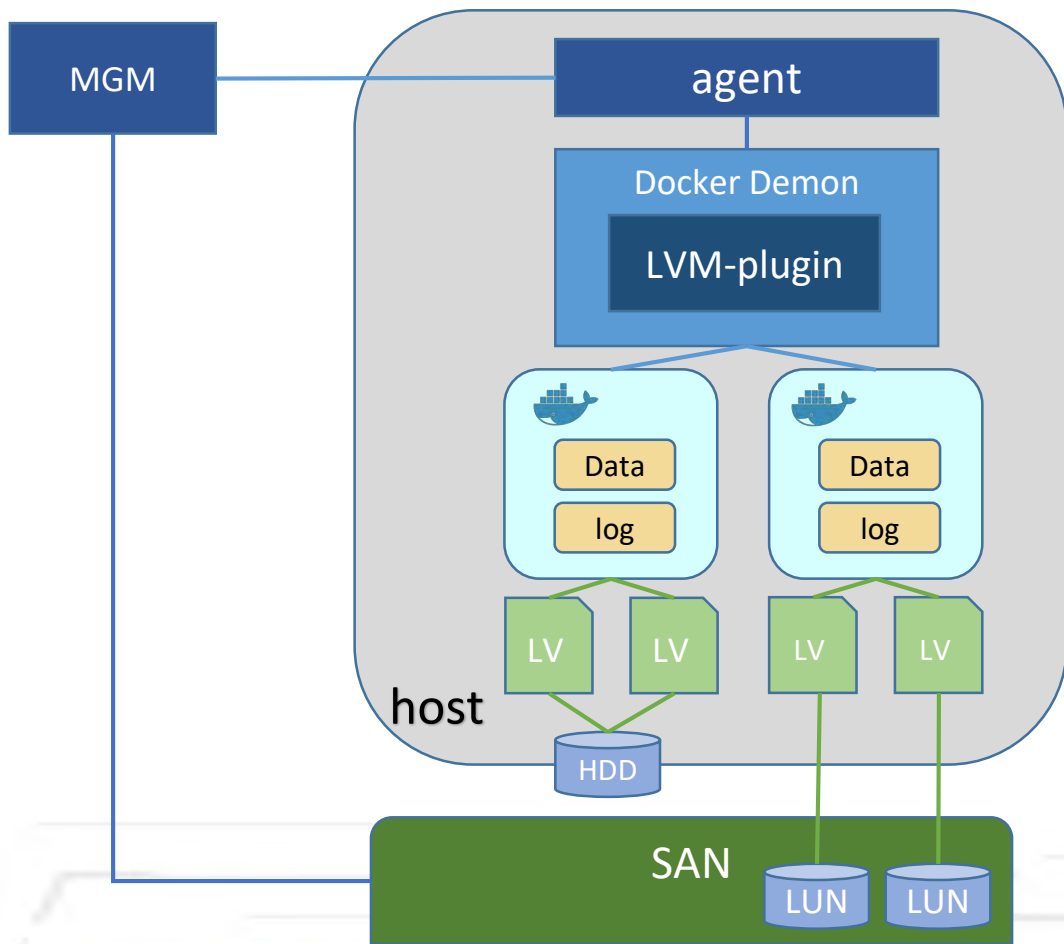 MGM
agent
Docker Demon
LVM-plugin
Data
log
Data
log
LV
LV
LV
LV
host
HDD
SAN
LUN
LUN